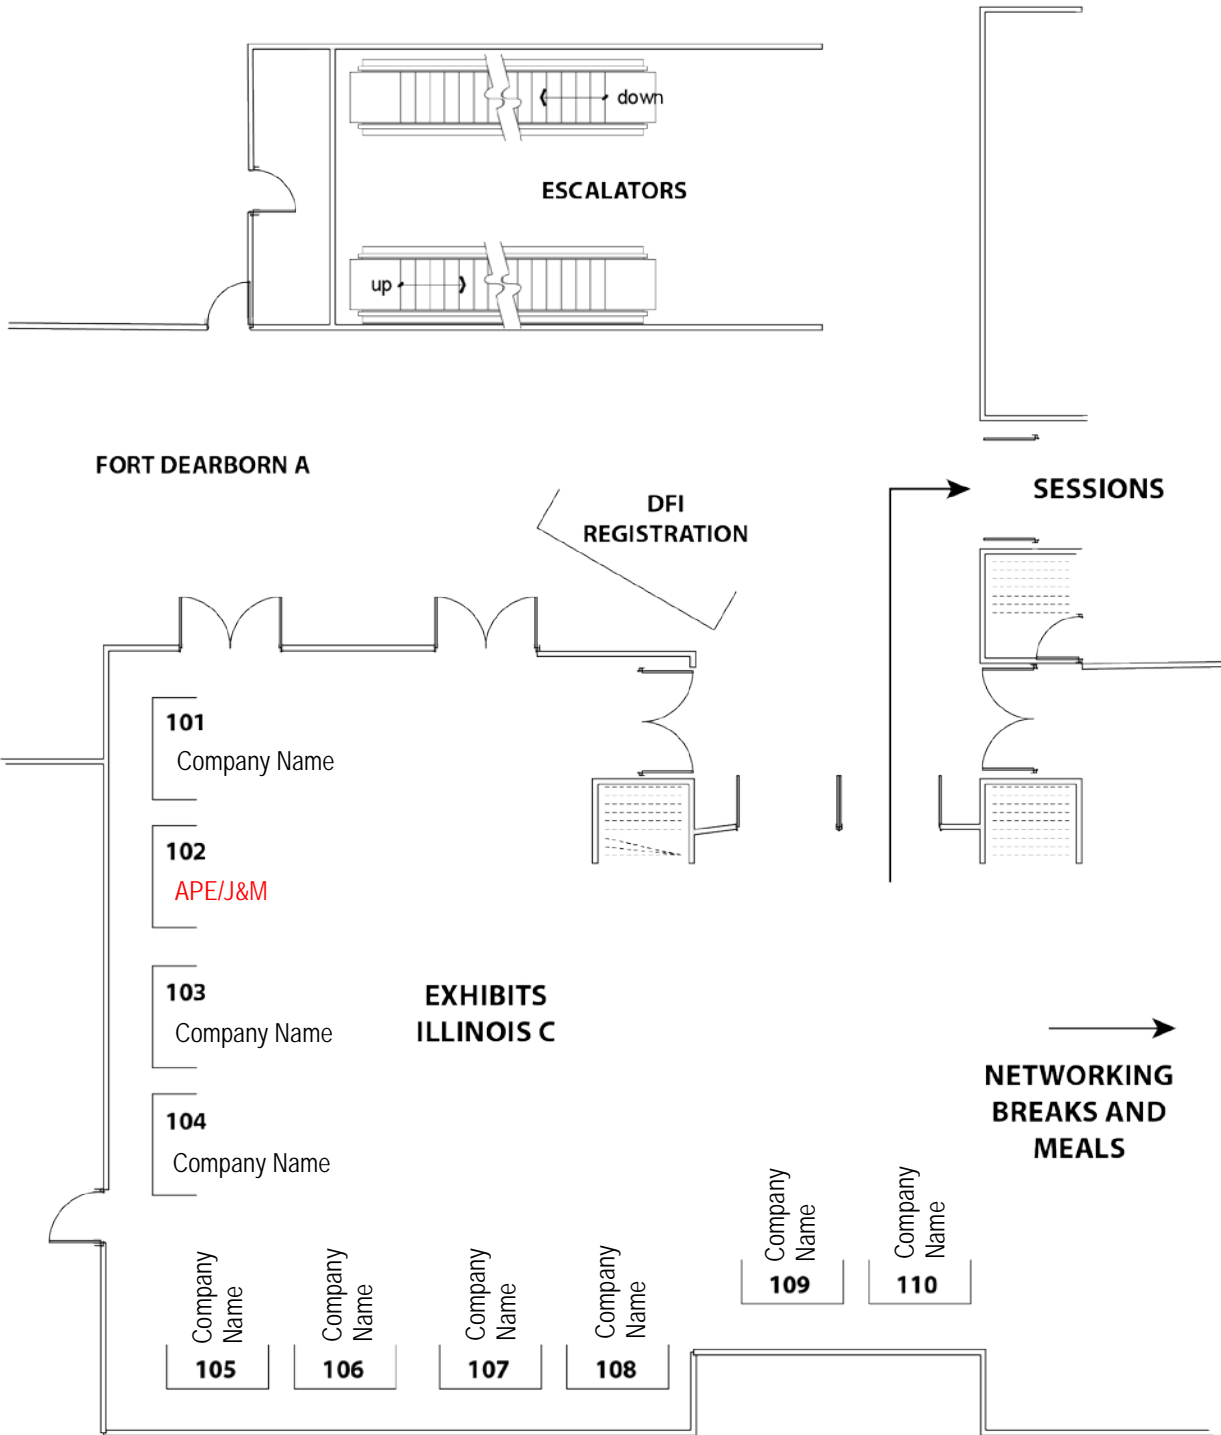 down
ESCALATORS
up
FORT DEARBORN A
DFI
REGISTRATION
SESSIONS
101
Company Name
102
APE/J&M
103
Company Name
104
Company Name
EXHIBITS
ILLINOIS C
NETWORKING
BREAKS AND
MEALS
Company
Name
105
Company
Name
106
Company
Name
107
Company
Name
108
Company
Name
109
Company
Name
110